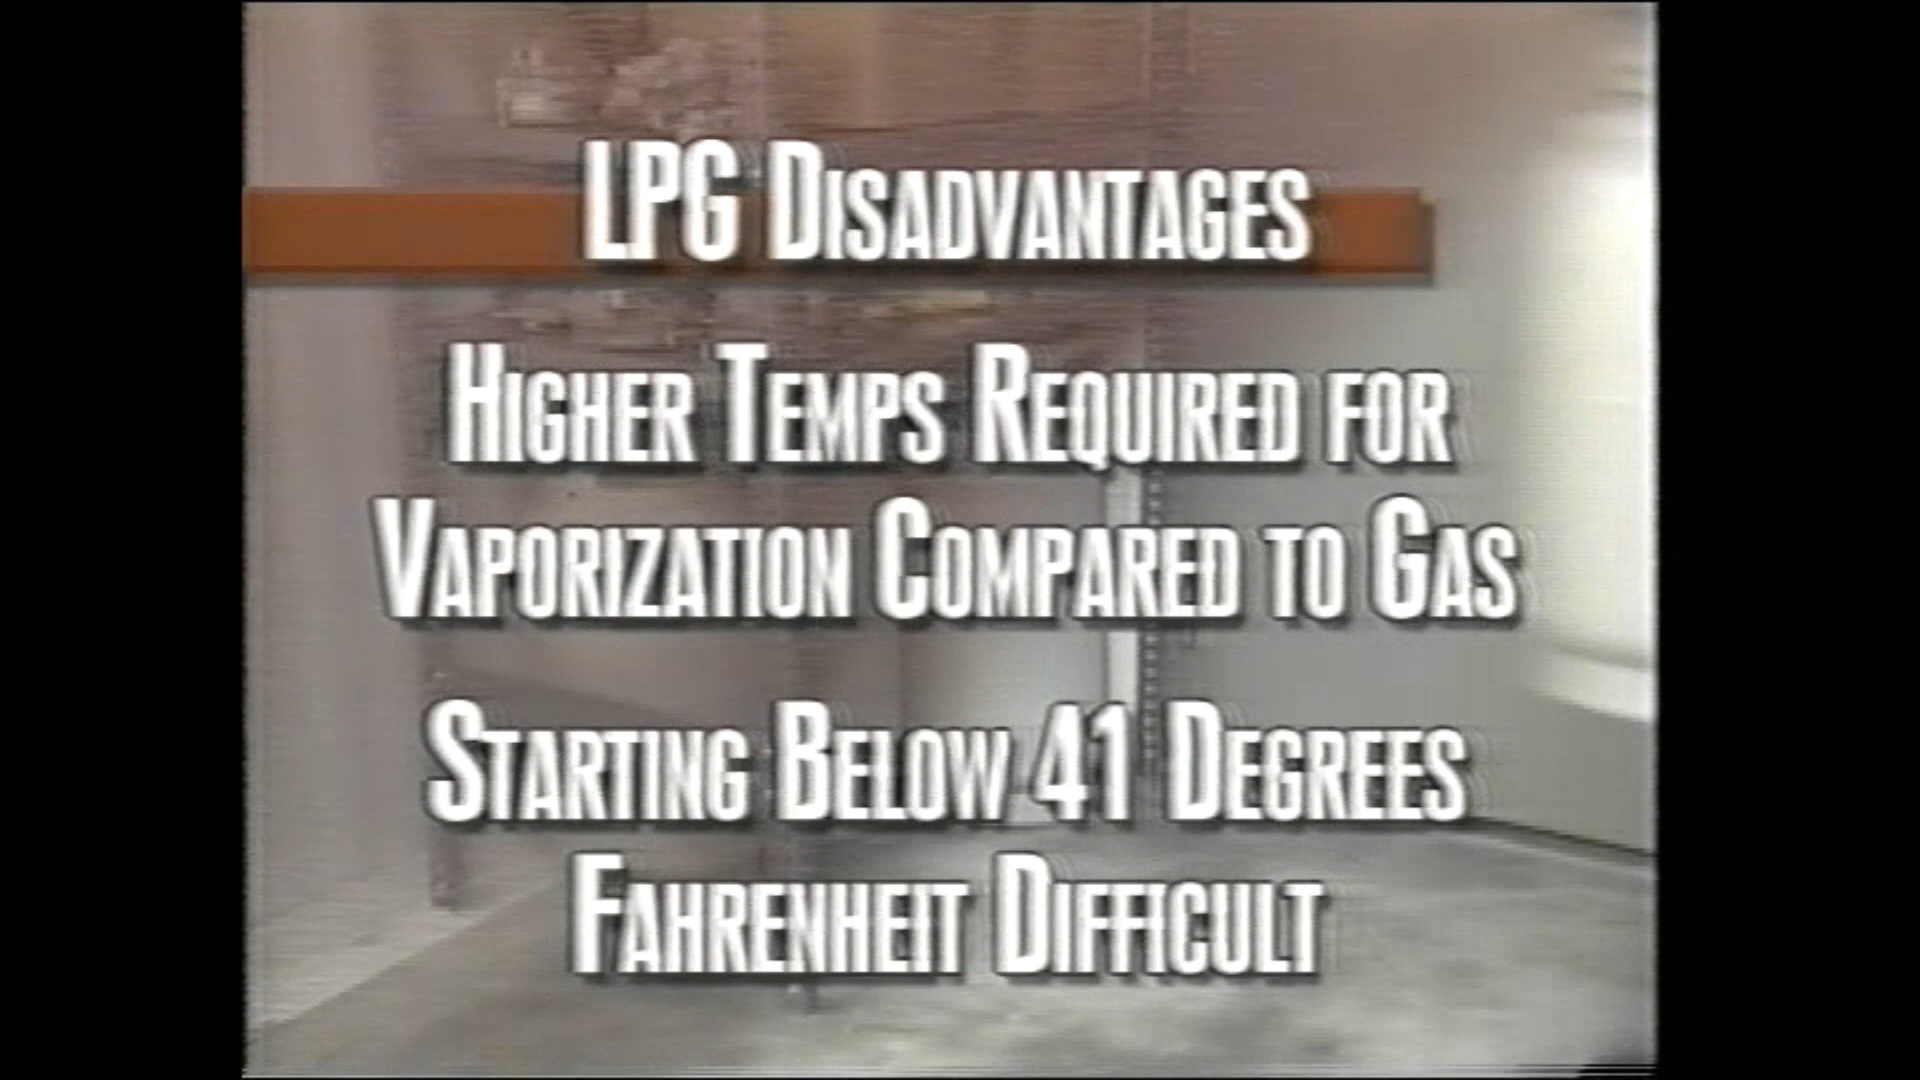 LPG DISADVANTAGES
HIGHER TEMPS REQUIRED FOR
VAPORIZATION COMPARED TO GAS
STARTING BELOW 41 DEGREES
FAHRENHEIT DIFFICULT